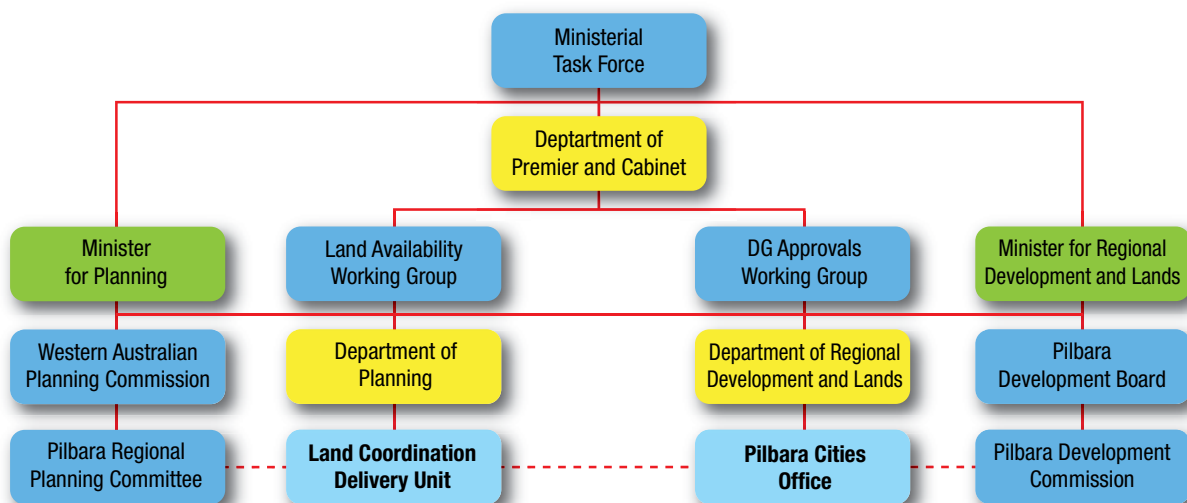 Ministerial
Task Force
Deptartment of
Premier and Cabinet
Minister
for Planning
Land Availability
Working Group
DG Approvals
Working Group
Minister for Regional
Development and Lands
Western Australian
Planning Commission
Department of
Planning
Department of Regional
Development and Lands
Pilbara
Development Board
Pilbara Regional
Planning Committee
Land Coordination
Delivery Unit
Pilbara Cities
Office
Pilbara Development
Commission